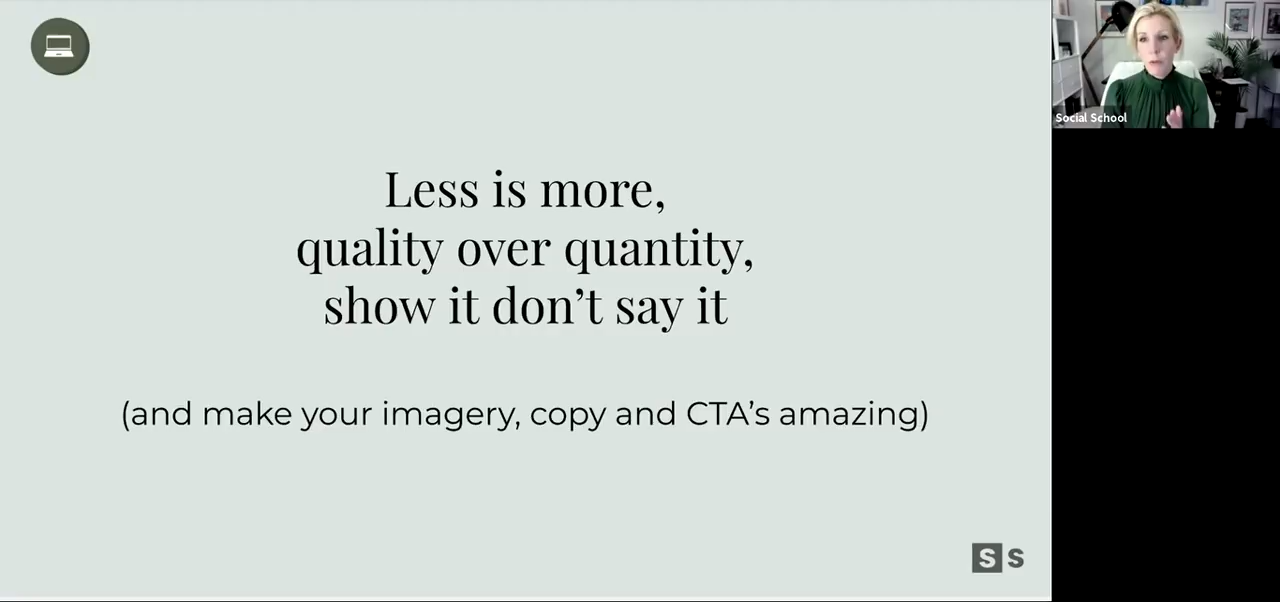 Less is more,
quality over quantity,
show it don’t say it
(and make your imagery, copy and CTA’s amazing)
S S
Social School